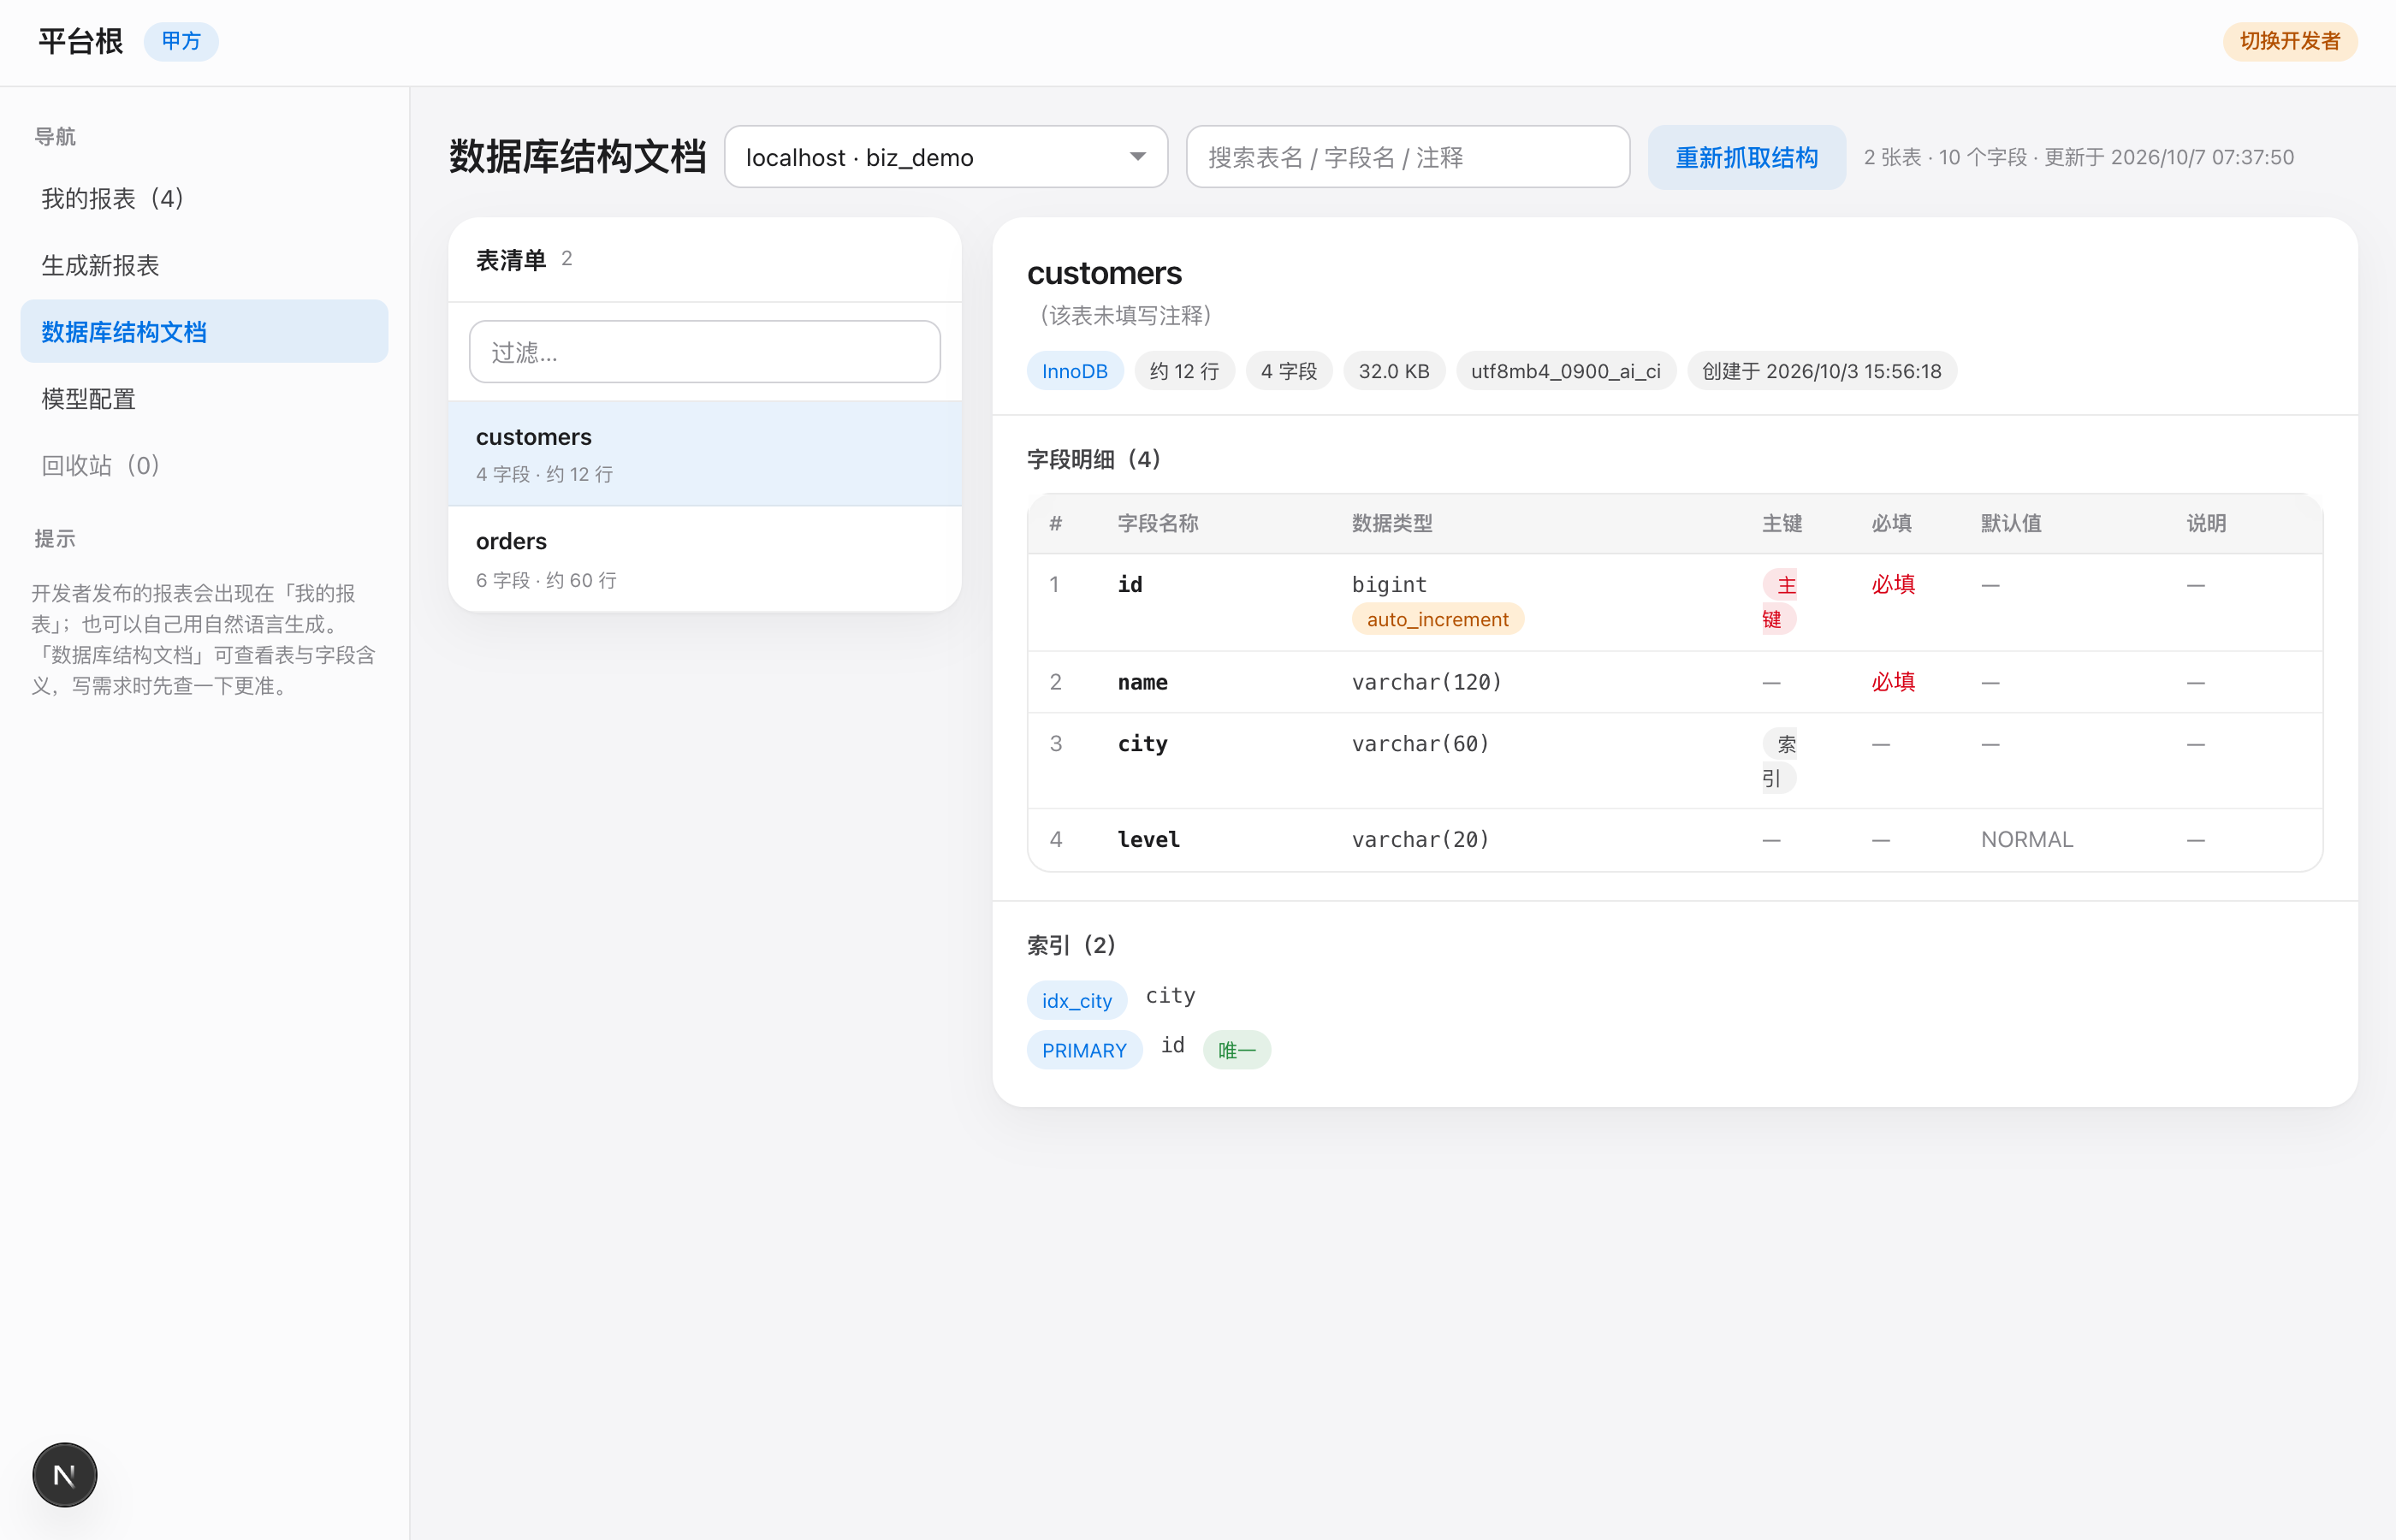 平台根 甲方 切换开发者
导航
我的报表（4）
生成新报表
数据库结构文档
模型配置
回收站（0）
提示
开发者发布的报表会出现在「我的报
表」；也可以自己用自然语言生成。
「数据库结构文档」可查看表与字段含
义，写需求时先查一下更准。
N
数据库结构文档 localhost · biz_demo 搜索表名 / 字段名 / 注释 重新抓取结构 2 张表 · 10 个字段 · 更新于 2026/10/7 07:37:50
表清单 2
过滤...
customers
4 字段 · 约 12 行
orders
6 字段 · 约 60 行
customers
（该表未填写注释）
InnoDB 约 12 行 4 字段 32.0 KB utf8mb4_0900_ai_ci 创建于 2026/10/3 15:56:18
字段明细（4）
# 字段名称 数据类型 主键 必填 默认值 说明
1 id bigint 主 必填 — —
auto_increment 键
2 name varchar(120) — 必填 — —
3 city varchar(60) 索 — — —
引
4 level varchar(20) — — NORMAL —
索引（2）
idx_city city
PRIMARY id 唯一